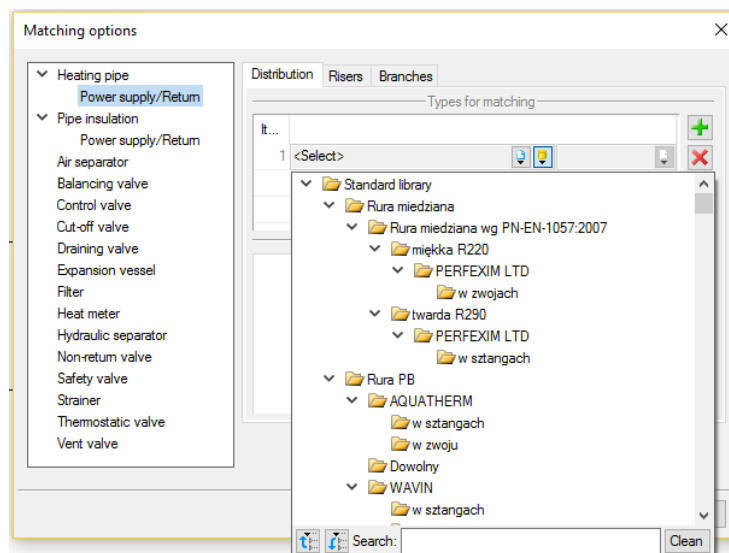 Matching options
Heating pipe
Power supply/Return
Pipe insulation
Power supply/Return
Air separator
Balancing valve
Control valve
Cut-off valve
Draining valve
Expansion vessel
Filter
Heat meter
Hydraulic separator
Non-return valve
Safety valve
Strainer
Thermostatic valve
Vent valve
Distribution Risers Branches
Types for matching
It...
1 <Select>
Standard library
Rura miedziana
Rura miedziana wg PN-EN-1057:2007
miękka R220
PERFEXIM LTD
w zwojach
twarda R290
PERFEXIM LTD
w sztangach
Rura PB
AQUATHERM
w sztangach
w zwoju
Dowolny
WAVIN
w sztangach
Search: Clean